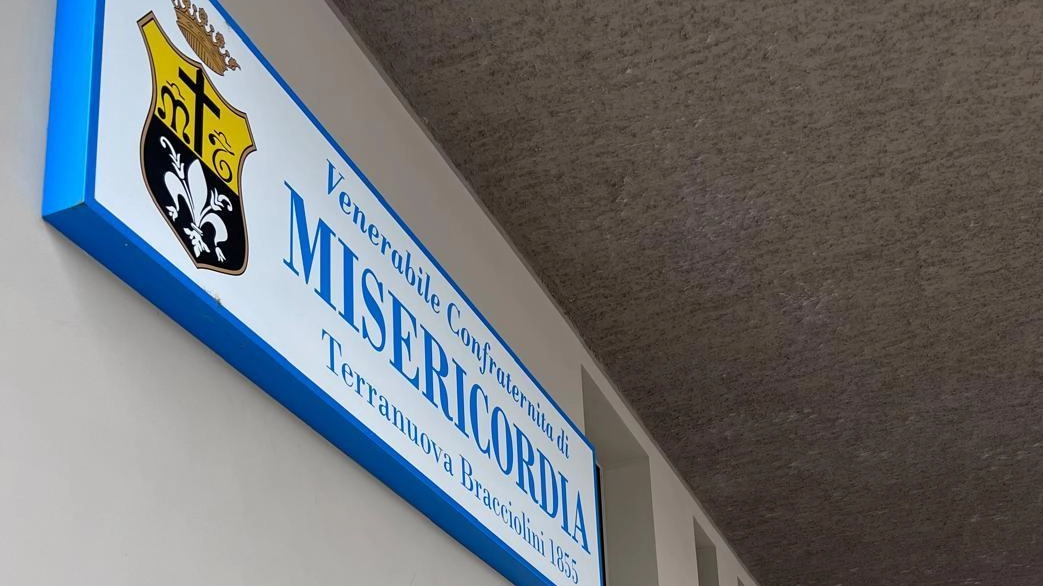 Venerabile Confraternita di
MISERICORDIA
Terranuova Bracciolini 1855